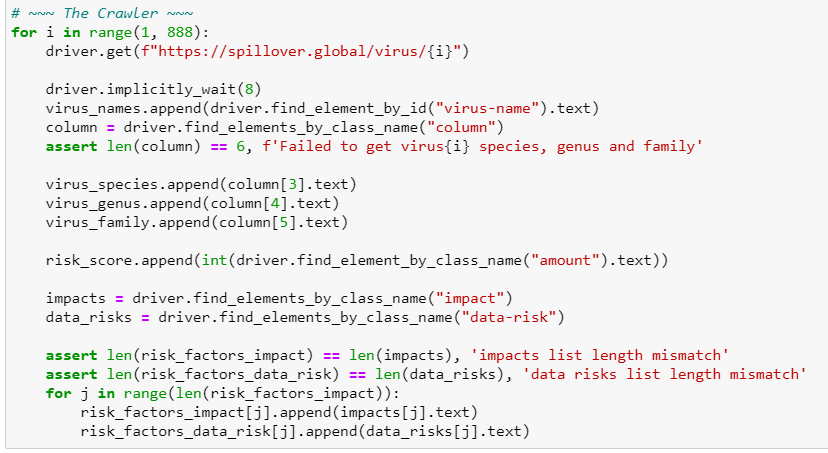 # ~~~ The Crawler ~~~
for i in range(1, 888):
    driver.get(f"https://spillover.global/virus/{i}")

    driver.implicitly_wait(8)
    virus_names.append(driver.find_element_by_id("virus-name").text)
    column = driver.find_elements_by_class_name("column")
    assert len(column) == 6, f'Failed to get virus{i} species, genus and family'

    virus_species.append(column[3].text)
    virus_genus.append(column[4].text)
    virus_family.append(column[5].text)

    risk_score.append(int(driver.find_element_by_class_name("amount").text))

    impacts = driver.find_elements_by_class_name("impact")
    data_risks = driver.find_elements_by_class_name("data-risk")

    assert len(risk_factors_impact) == len(impacts), 'impacts list length mismatch'
    assert len(risk_factors_data_risk) == len(data_risks), 'data risks list length mismatch'
    for j in range(len(risk_factors_impact)):
        risk_factors_impact[j].append(impacts[j].text)
        risk_factors_data_risk[j].append(data_risks[j].text)